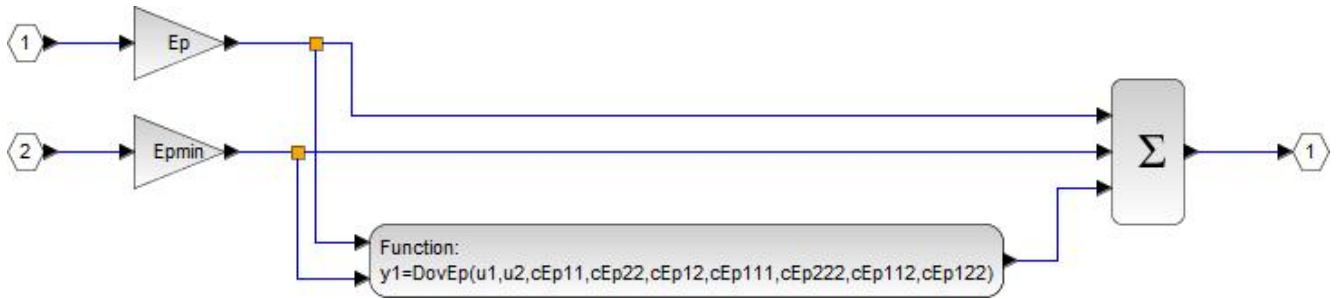 1
Ep
2
Epmin
Σ
1
Function:
y1=DovEp(u1,u2,cEp11,cEp22,cEp12,cEp111,cEp222,cEp112,cEp122)